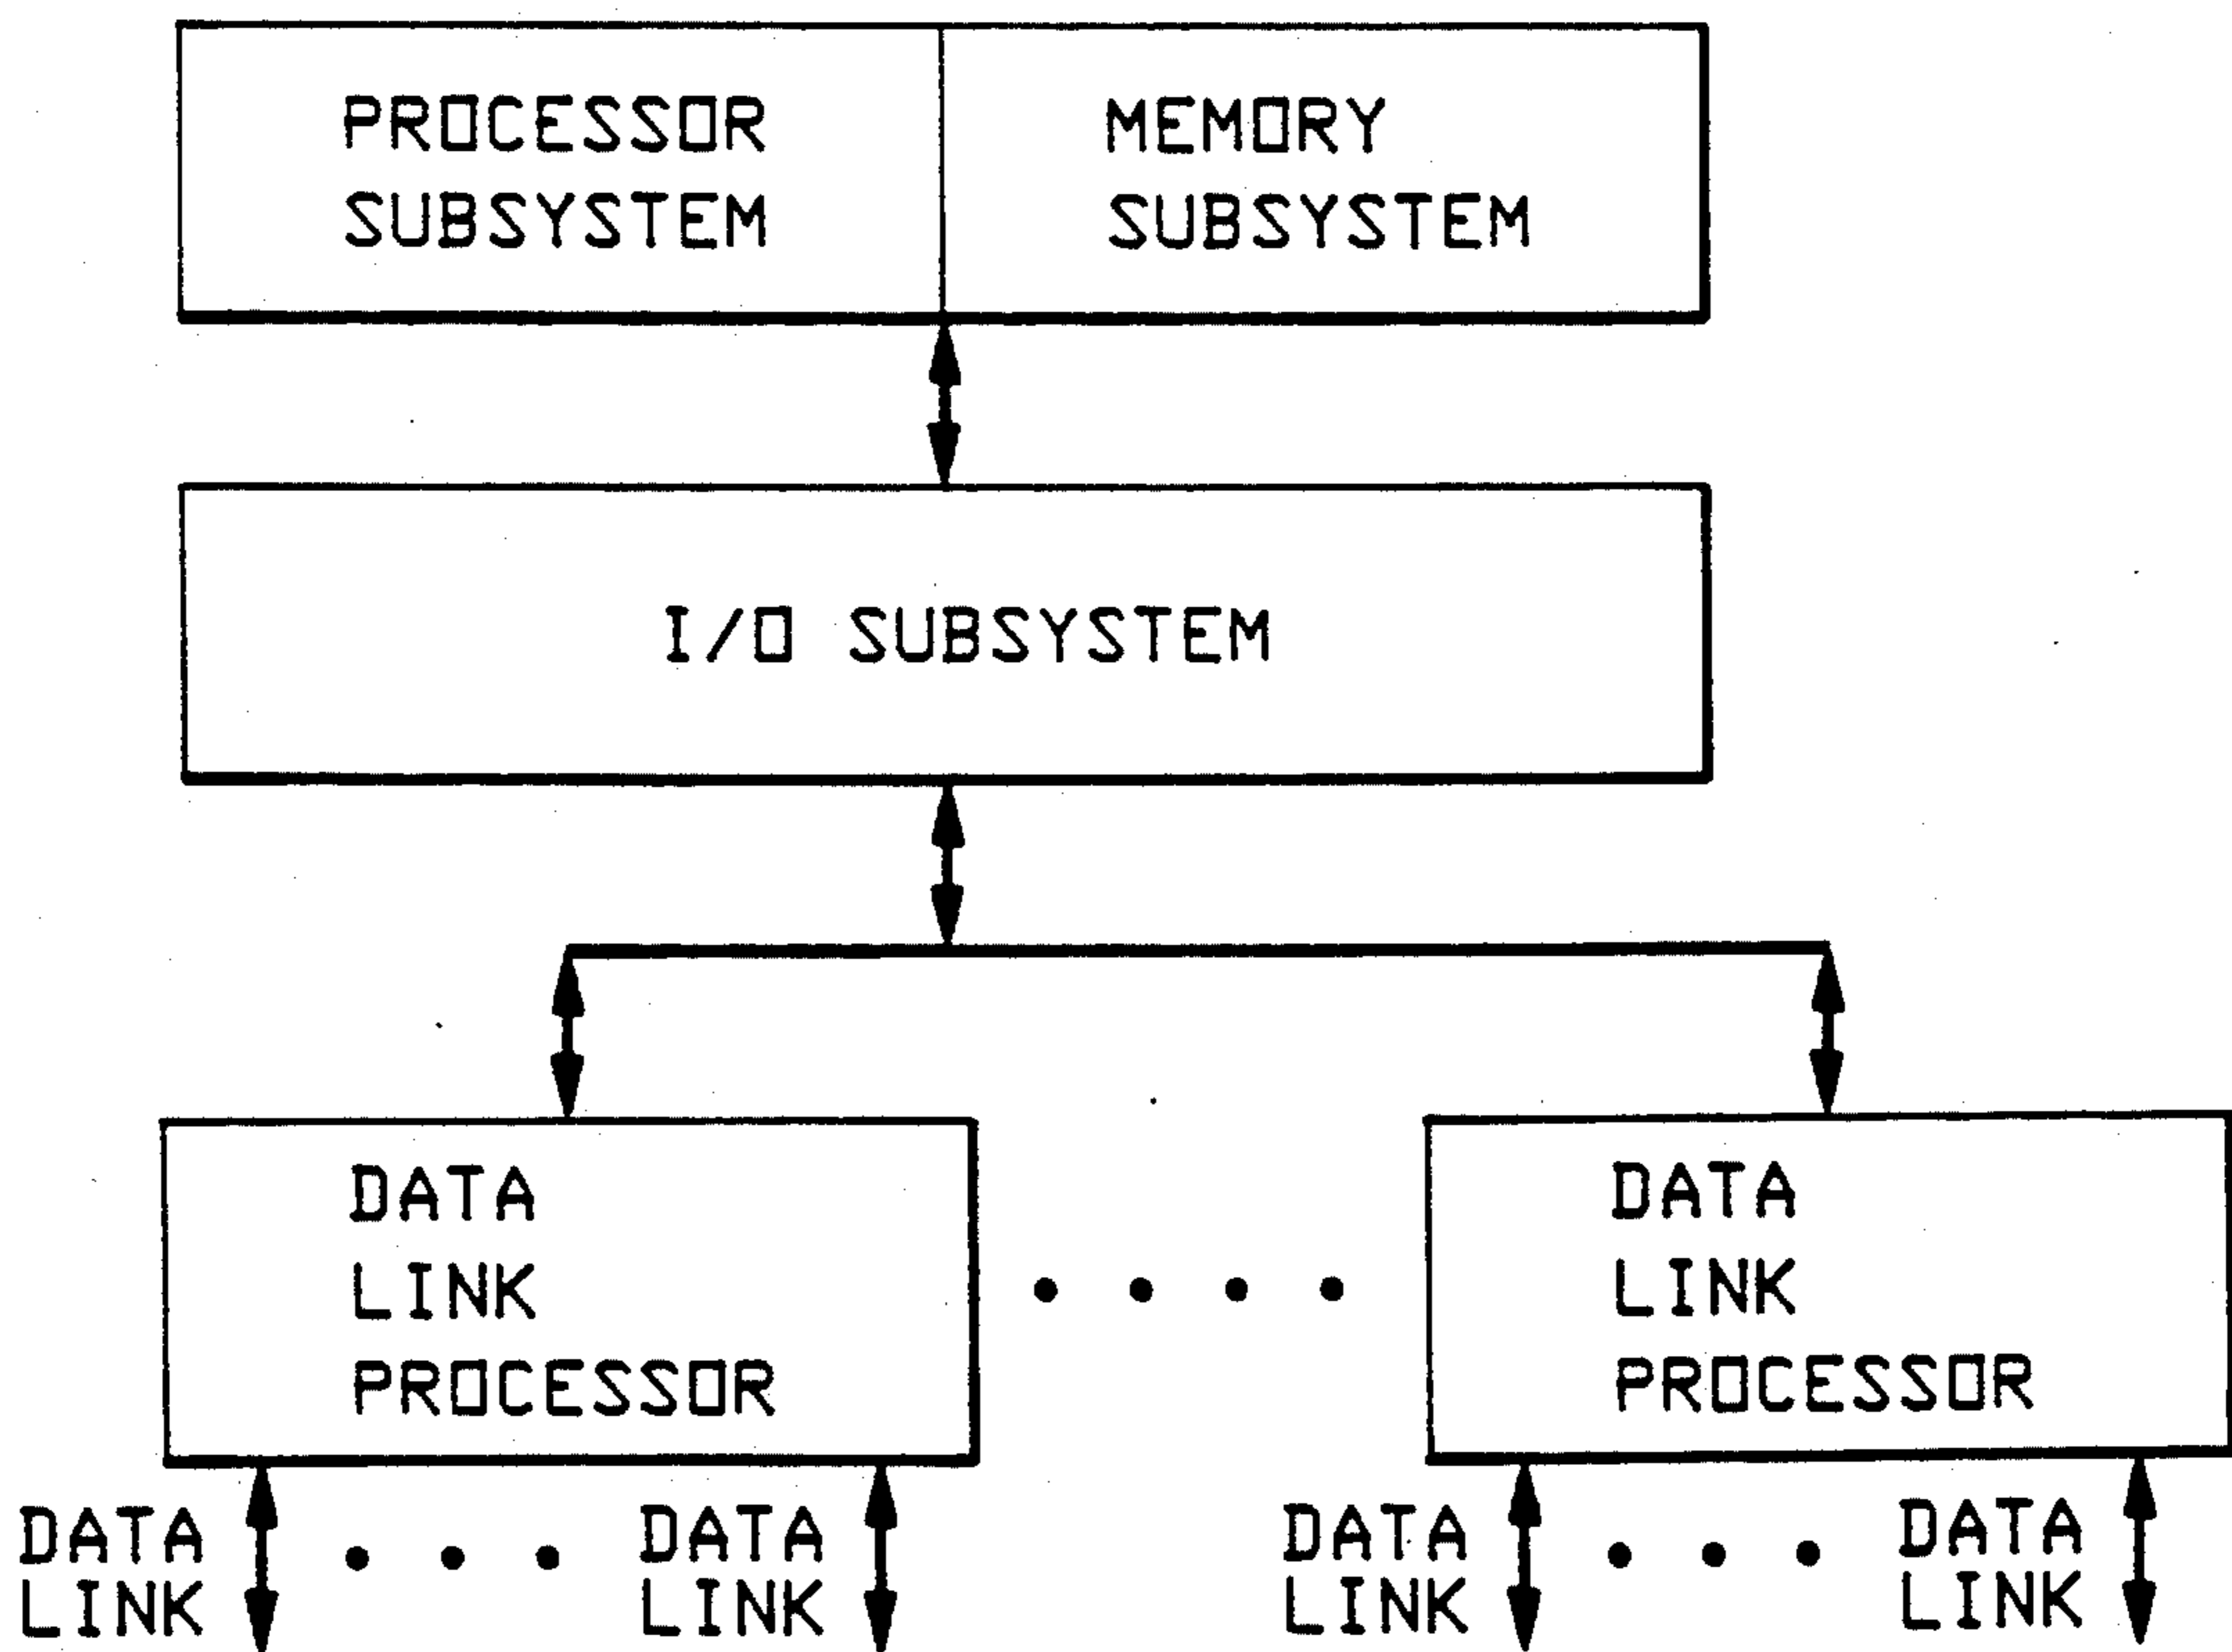 PROCESSOR
SUBSYSTEM
MEMORY
SUBSYSTEM
I/O SUBSYSTEM
DATA
LINK
PROCESSOR
DATA
LINK
PROCESSOR
DATA
LINK
DATA
LINK
DATA
LINK
DATA
LINK